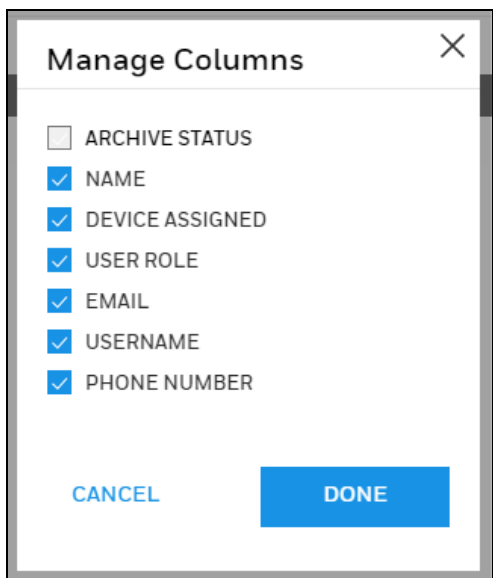 Manage Columns
ARCHIVE STATUS
NAME
DEVICE ASSIGNED
USER ROLE
EMAIL
USERNAME
PHONE NUMBER
CANCEL DONE